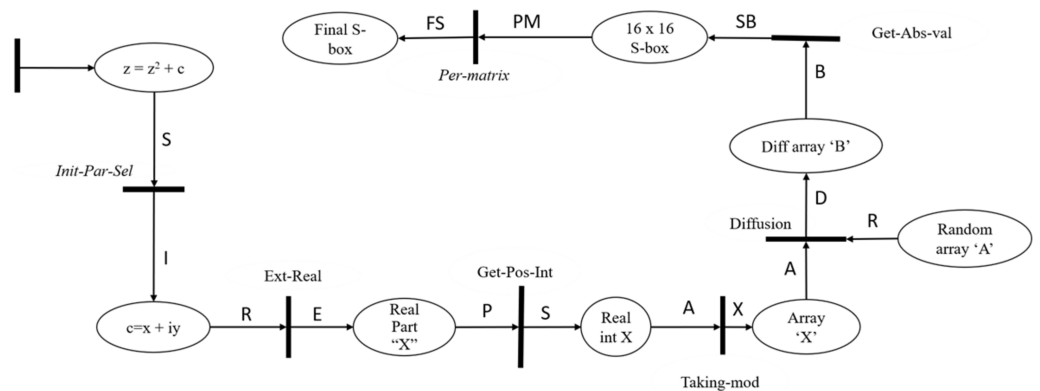 Final S-
box
FS
PM
16 x 16
S-box
SB
Get-Abs-val
z = z² + c
Per-matrix
B
S
Diff array ‘B’
Init-Par-Sel
D
Diffusion
R
Random
array ‘A’
I
A
Ext-Real
Get-Pos-Int
c=x + iy
R
E
Real
Part
“X”
P
S
Real
int X
A
X
Array
‘X’
Taking-mod